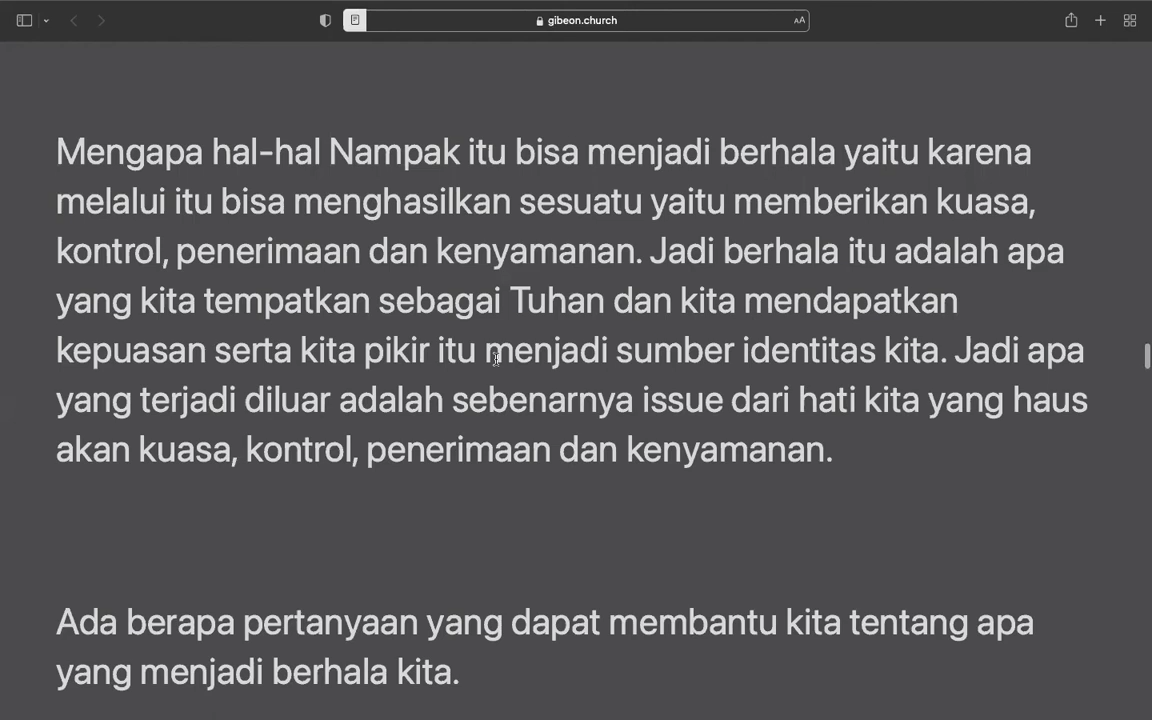 gibeon.church
AA
Mengapa hal-hal Nampak itu bisa menjadi berhala yaitu karena
melalui itu bisa menghasilkan sesuatu yaitu memberikan kuasa,
kontrol, penerimaan dan kenyamanan. Jadi berhala itu adalah apa
yang kita tempatkan sebagai Tuhan dan kita mendapatkan
kepuasan serta kita pikir itu menjadi sumber identitas kita. Jadi apa
yang terjadi diluar adalah sebenarnya issue dari hati kita yang haus
akan kuasa, kontrol, penerimaan dan kenyamanan.
Ada berapa pertanyaan yang dapat membantu kita tentang apa
yang menjadi berhala kita.